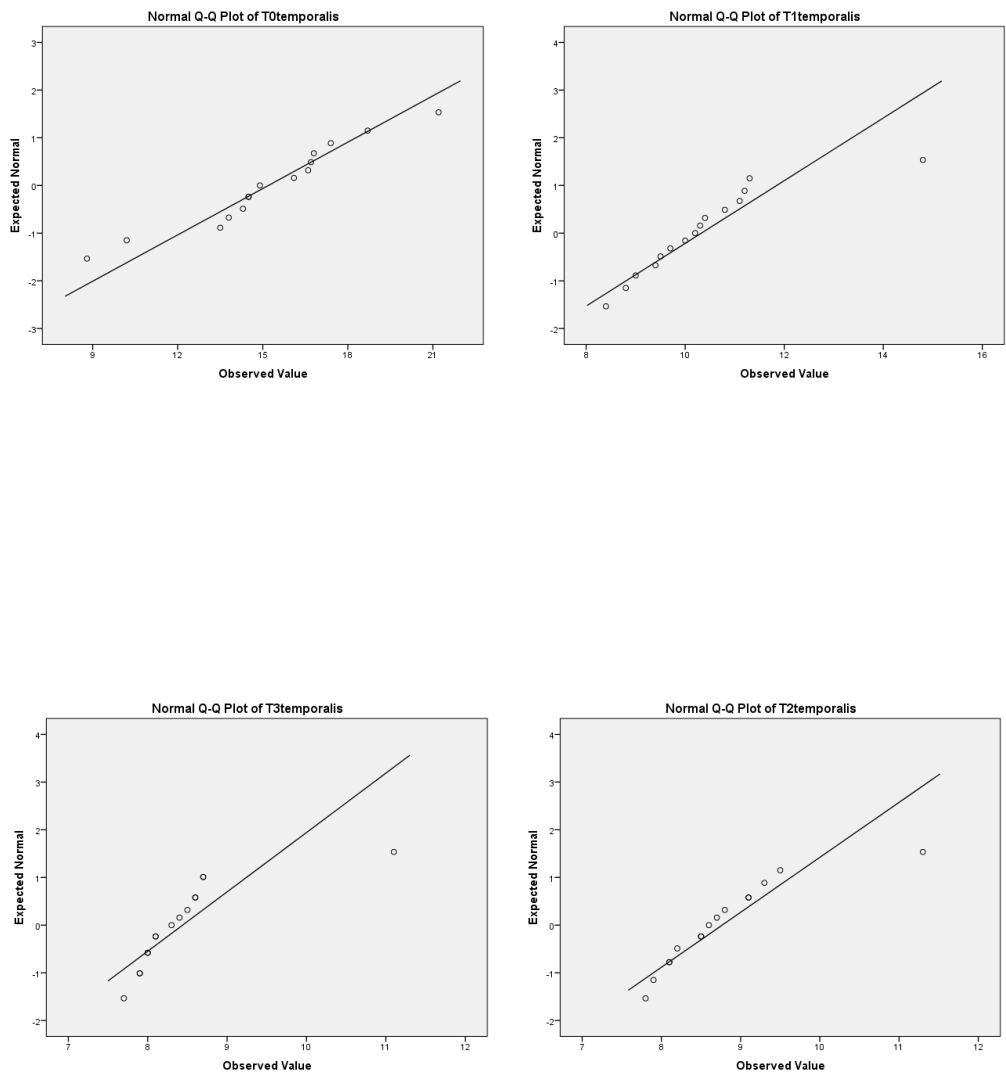 Normal Q-Q Plot of T0temporalis
3
2
1
0
-1
-2
-3
Expected Normal
9 12 15 18 21
Observed Value
Normal Q-Q Plot of T1temporalis
4
3
2
1
0
-1
-2
Expected Normal
8 10 12 14 16
Observed Value
Normal Q-Q Plot of T3temporalis
4
3
2
1
0
-1
-2
Expected Normal
7 8 9 10 11 12
Observed Value
Normal Q-Q Plot of T2temporalis
4
3
2
1
0
-1
-2
Expected Normal
7 8 9 10 11 12
Observed Value